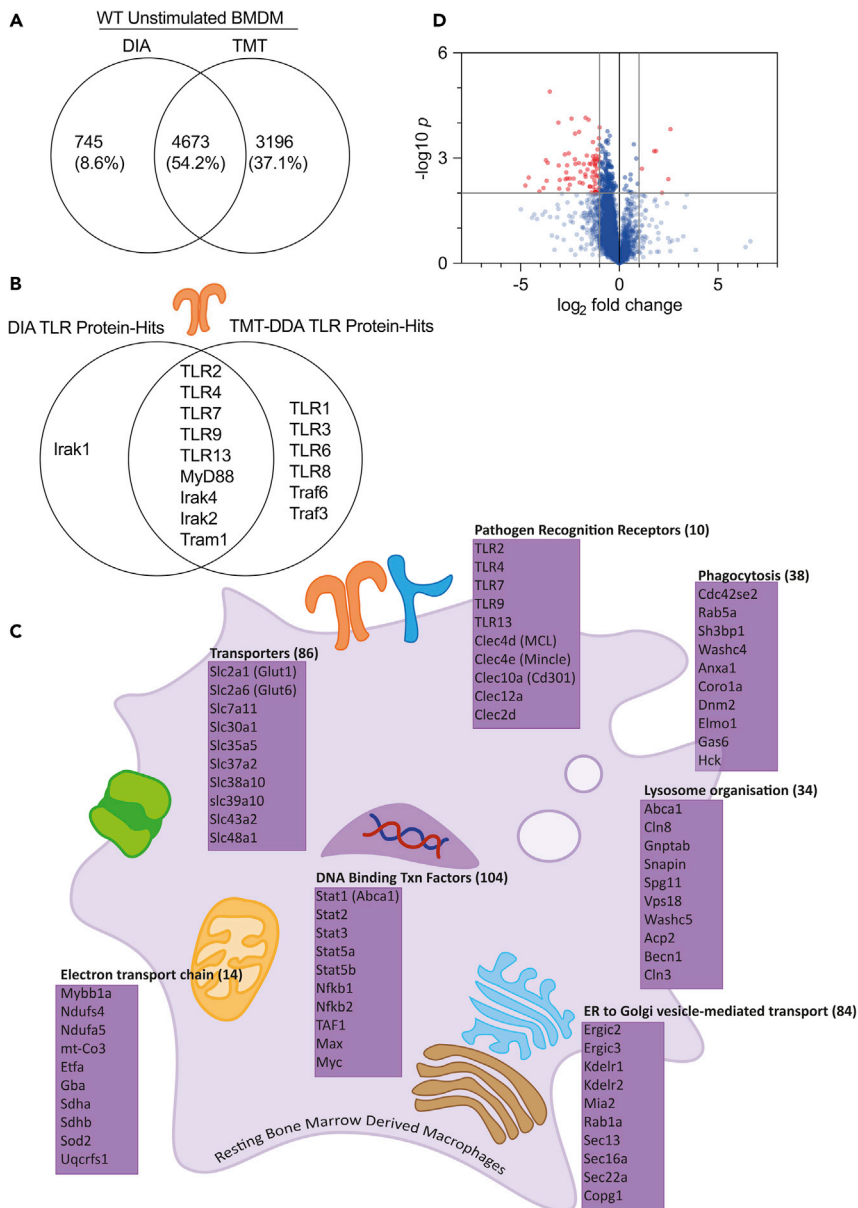 A
WT Unstimulated BMDM
DIA
TMT
745
(8.6%)
4673
(54.2%)
3196
(37.1%)
D
6
3
0
-log10 p
-5
0
5
log2 fold change
B
DIA TLR Protein-Hits
TMT-DDA TLR Protein-Hits
Irak1
TLR2
TLR4
TLR7
TLR9
TLR13
MyD88
Irak4
Irak2
Tram1
TLR1
TLR3
TLR6
TLR8
Traf6
Traf3
C
Pathogen Recognition Receptors (10)
TLR2
TLR4
TLR7
TLR9
TLR13
Clec4d (MCL)
Clec4e (Mincle)
Clec10a (Cd301)
Clec12a
Clec2d
Phagocytosis (38)
Cdc42se2
Rab5a
Sh3bp1
Washc4
Anxa1
Coro1a
Dnm2
Elmo1
Gas6
Hck
Transporters (86)
Slc2a1 (Glut1)
Slc2a6 (Glut6)
Slc7a11
Slc30a1
Slc35a5
Slc37a2
Slc38a10
slc39a10
Slc43a2
Slc48a1
Lysosome organisation (34)
Abca1
Cln8
Gnptab
Snapin
Spg11
Vps18
Washc5
Acp2
Becn1
Cln3
DNA Binding Txn Factors (104)
Stat1 (Abca1)
Stat2
Stat3
Stat5a
Stat5b
Nfkb1
Nfkb2
TAF1
Max
Myc
Electron transport chain (14)
Mybb1a
Ndufs4
Ndufa5
mt-Co3
Etfa
Gba
Sdha
Sdhb
Sod2
Uqcrfs1
ER to Golgi vesicle-mediated transport (84)
Ergic2
Ergic3
Kdelr1
Kdelr2
Mia2
Rab1a
Sec13
Sec16a
Sec22a
Copg1
Resting Bone Marrow Derived Macrophages